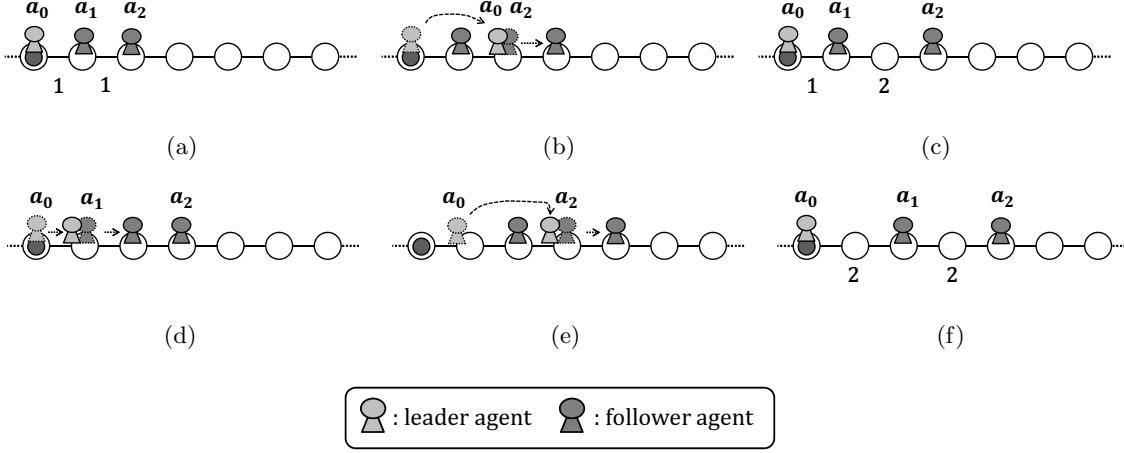 a₀ a₁ a₂
1 1
(a)
a₀ a₂
(b)
a₀ a₁ a₂
1 2
(c)
a₀ a₁ a₂
(d)
a₀ a₂
(e)
a₀ a₁ a₂
2 2
(f)
: leader agent : follower agent